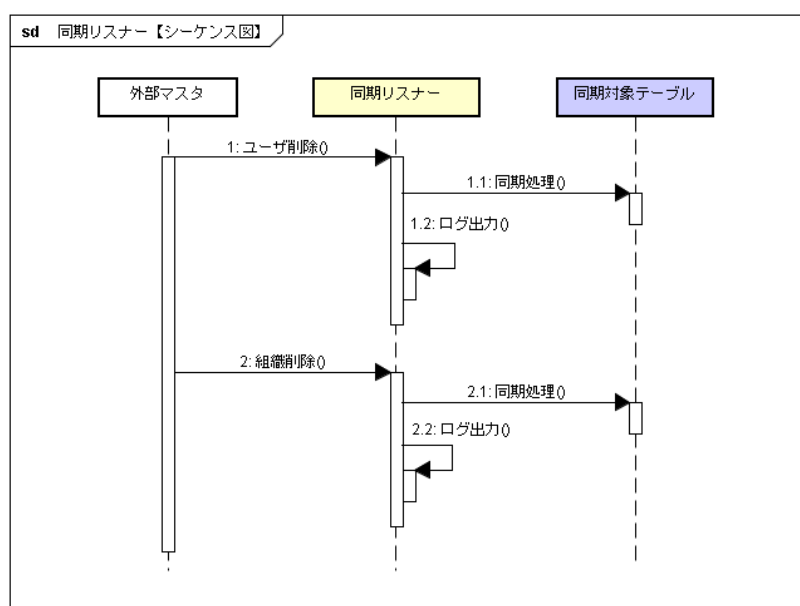 sd 同期リスナー【シーケンス図】
外部マスタ
同期リスナー
同期対象テーブル
1: ユーザ削除()
1.1: 同期処理()
1.2: ログ出力()
2: 組織削除()
2.1: 同期処理()
2.2: ログ出力()